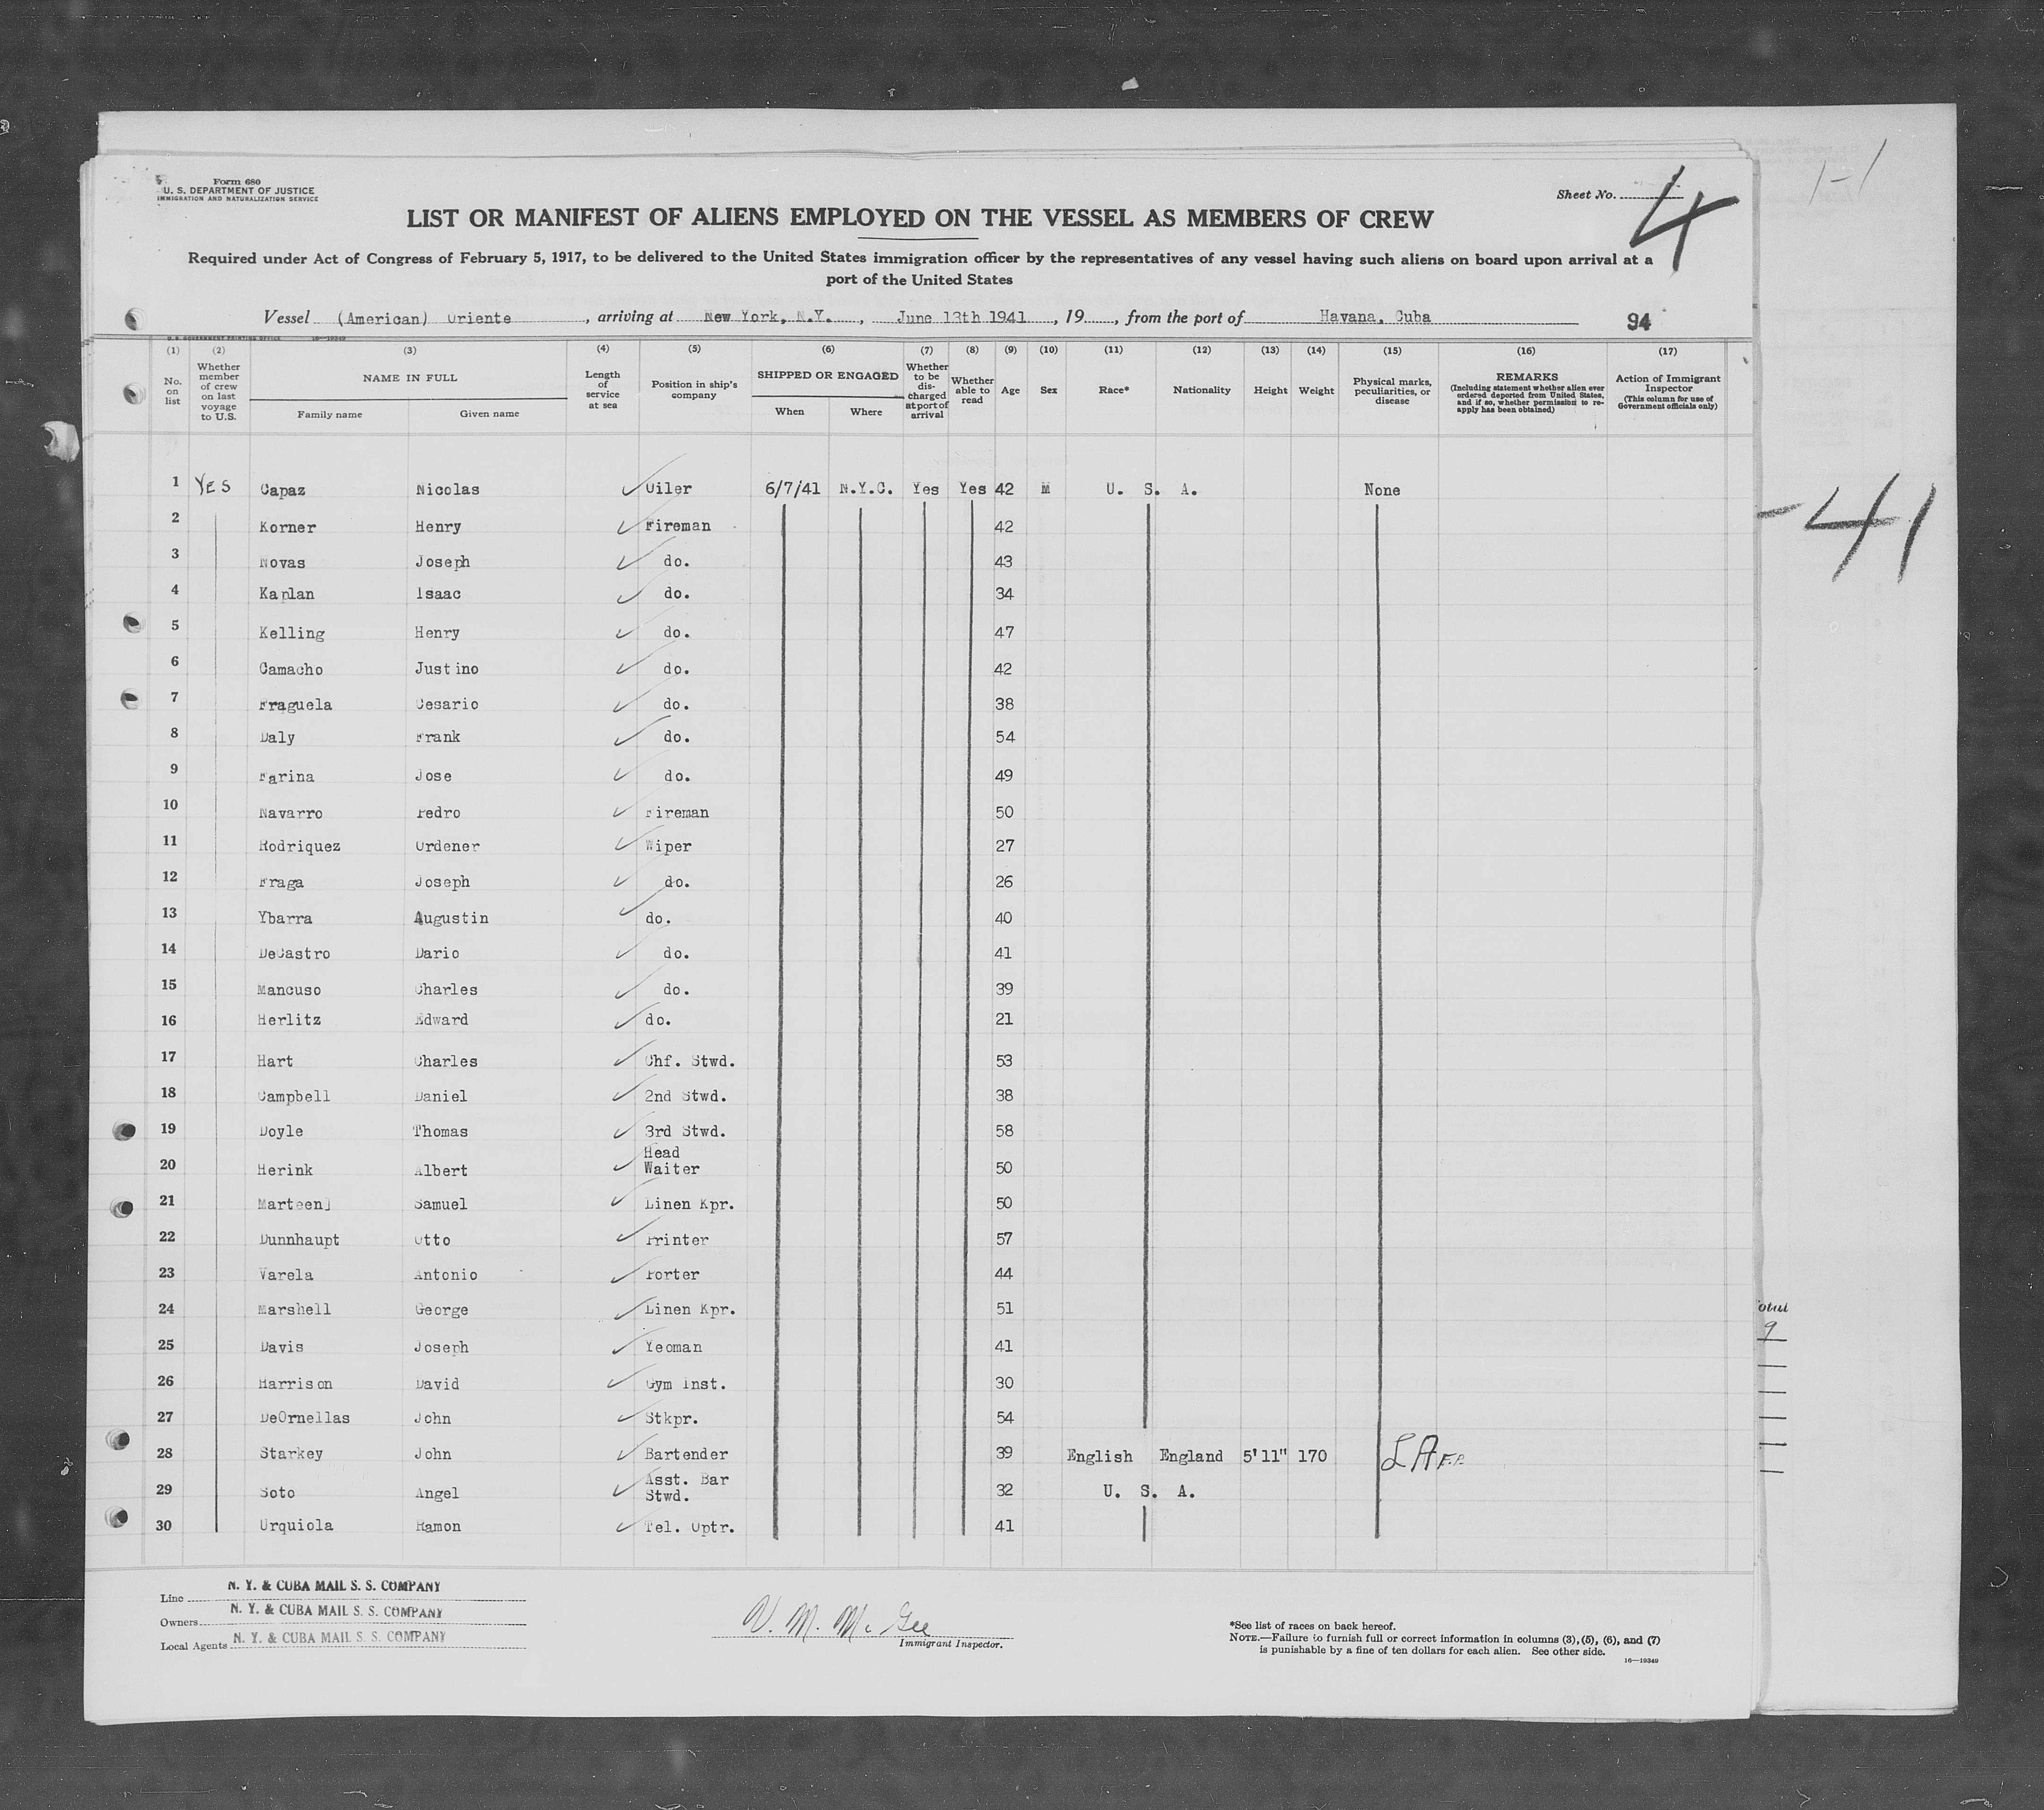 Form 680
U. S. DEPARTMENT OF JUSTICE
IMMIGRATION AND NATURALIZATION SERVICE
Sheet No. 4
1-1
LIST OR MANIFEST OF ALIENS EMPLOYED ON THE VESSEL AS MEMBERS OF CREW
Required under Act of Congress of February 5, 1917, to be delivered to the United States immigration officer by the representatives of any vessel having such aliens on board upon arrival at a
port of the United States
Vessel (American) Oriente, arriving at New York, N.Y., June 13th 1941, 19, from the port of Havana, Cuba 94
U. S. GOVERNMENT PRINTING OFFICE 16—19349
(1) (2) (3) (4) (5) (6) (7) (8) (9) (10) (11) (12) (13) (14) (15) (16) (17)
No. on list
Whether member of crew on last voyage to U.S.
NAME IN FULL
Family name Given name
Length of service at sea
Position in ship's company
SHIPPED OR ENGAGED
When Where
Whether to be discharged at port of arrival
Whether able to read
Age Sex Race* Nationality Height Weight
Physical marks, peculiarities, or disease
REMARKS
(Including statement whether alien ever ordered deported from United States, and if so, whether permission to re-apply has been obtained)
Action of Immigrant Inspector
(This column for use of Government officials only)
1 YES Capaz Nicolas Oiler 6/7/41 N.Y.C. Yes Yes 42 M U. S. A. None
-41
2 Korner Henry Fireman 42
3 Novas Joseph do. 43
4 Kaplan Isaac do. 34
5 Kelling Henry do. 47
6 Camacho Justino do. 42
7 Fraguela Cesario do. 38
8 Daly Frank do. 54
9 Farina Jose do. 49
10 Navarro Pedro Fireman 50
11 Rodriquez Ordener Wiper 27
12 Fraga Joseph do. 26
13 Ybarra Augustin do. 40
14 DeCastro Dario do. 41
15 Mancuso Charles do. 39
16 Herlitz Edward do. 21
17 Hart Charles Chf. Stwd. 53
18 Campbell Daniel 2nd Stwd. 38
19 Doyle Thomas 3rd Stwd. 58
20 Herink Albert Head Waiter 50
21 Samuel Linen Kpr. 50
22 Dunnhaupt Otto Printer 57
23 Varela Antonio Porter 44
24 Marshell George Linen Kpr. 51
25 Davis Joseph Yeoman 41
26 Harrison David Gym Inst. 30
27 DeOrnellas John Stkpr. 54
28 Starkey John Bartender 39 English England 5'11" 170
29 Soto Angel Asst. Bar Stwd. 32 U. S. A.
30 Urquiola Ramon Tel. Optr. 41
Line N. Y. & CUBA MAIL S. S. COMPANY
Owners N. Y. & CUBA MAIL S. S. COMPANY
Local Agents N. Y. & CUBA MAIL S. S. COMPANY
V. M. McGee
Immigrant Inspector.
*See list of races on back hereof.
NOTE.—Failure to furnish full or correct information in columns (3), (5), (6), and (7)
is punishable by a fine of ten dollars for each alien. See other side.
16—19349